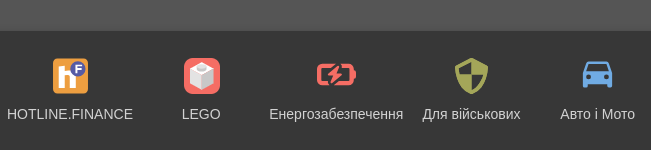 h F
HOTLINE.FINANCE
LEGO
Енергозабезпечення
Для військових
Авто і Мото